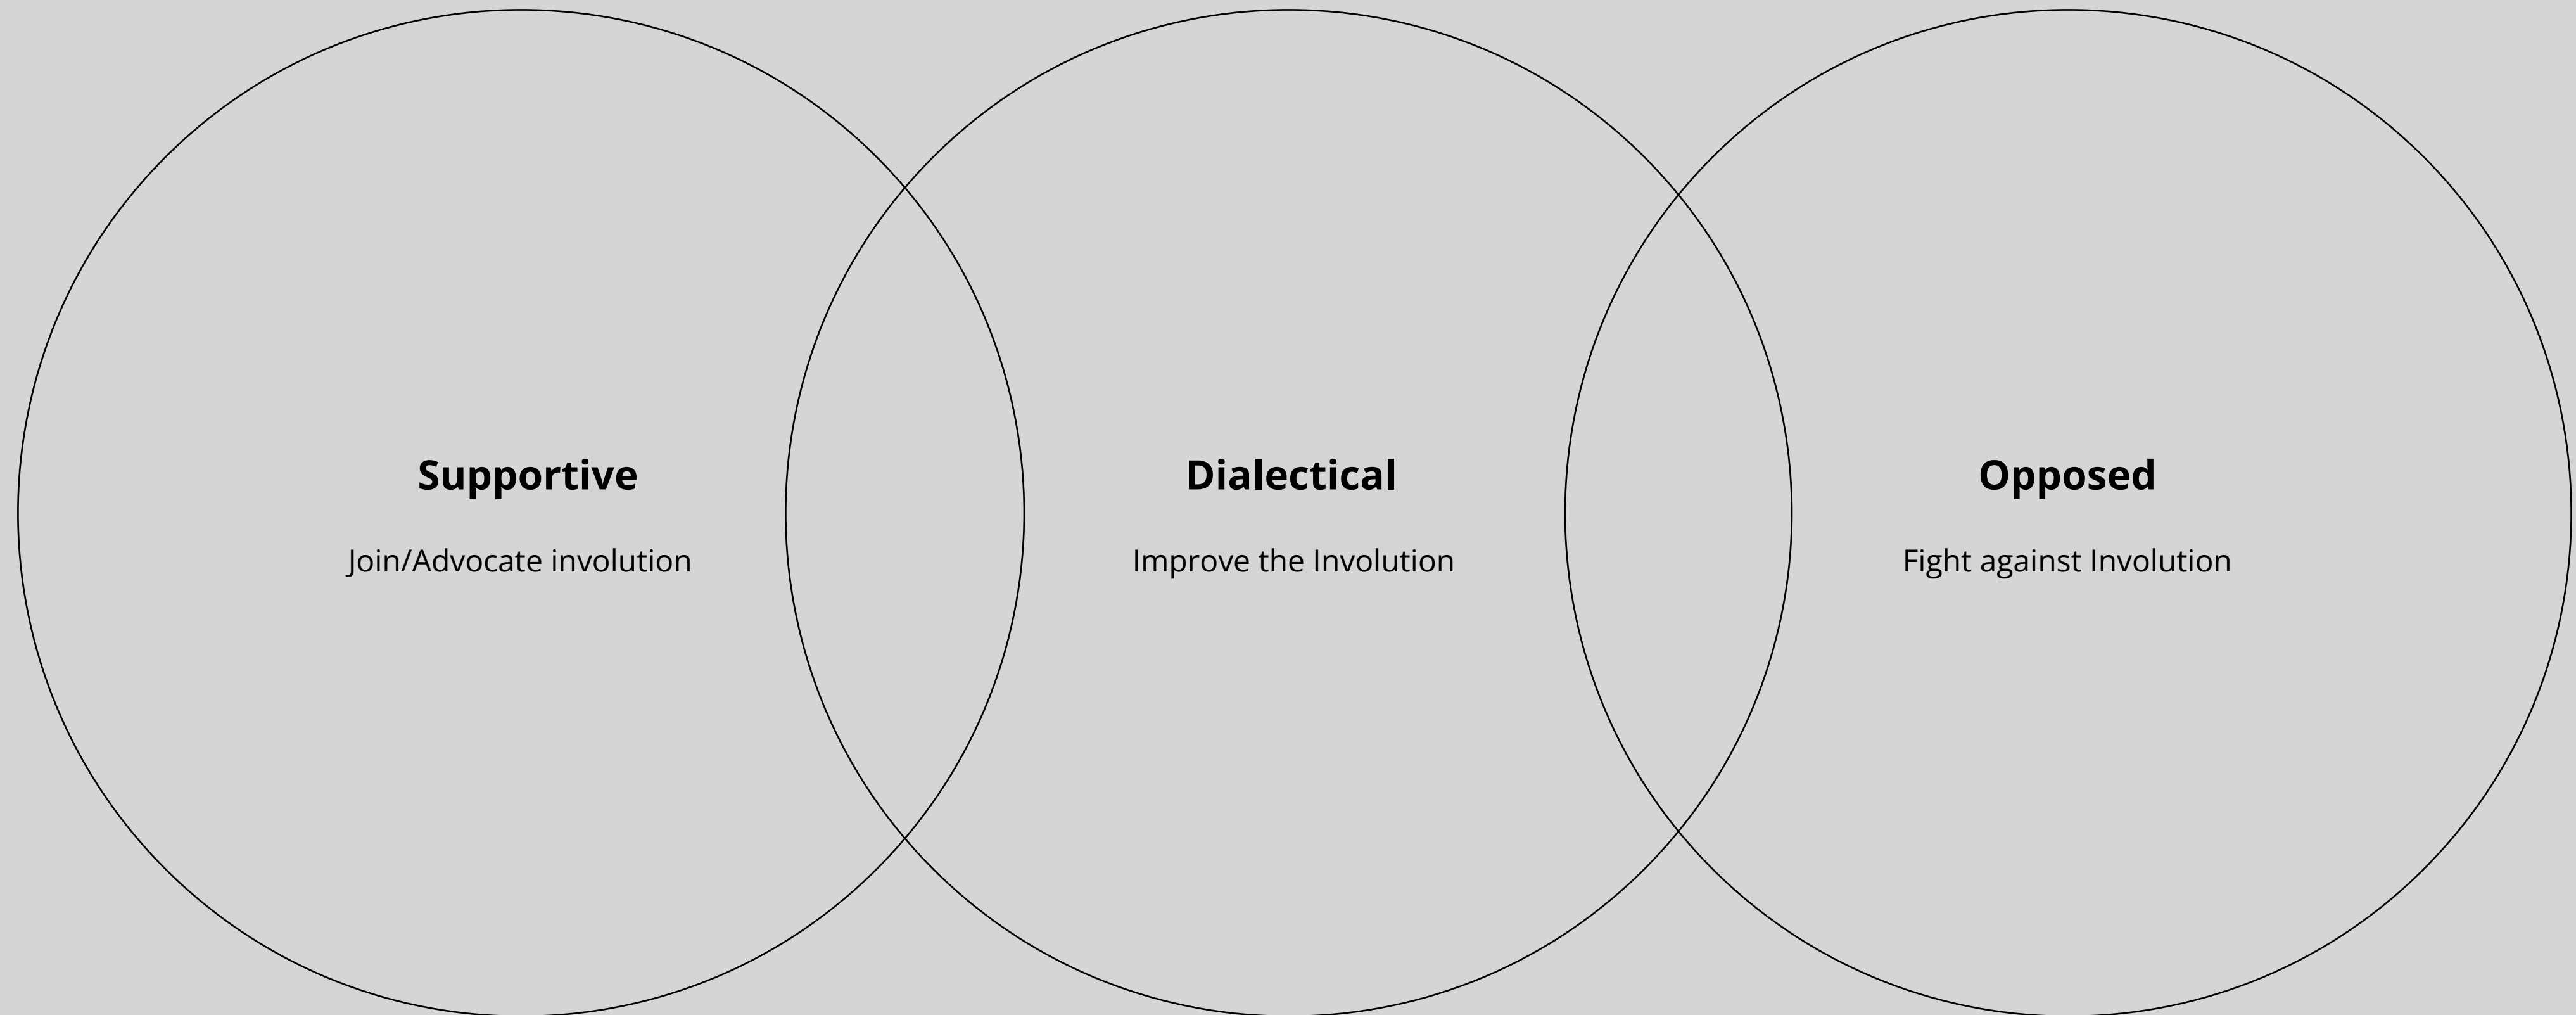 Supportive
Join/Advocate involution
Dialectical
Improve the Involution
Opposed
Fight against Involution